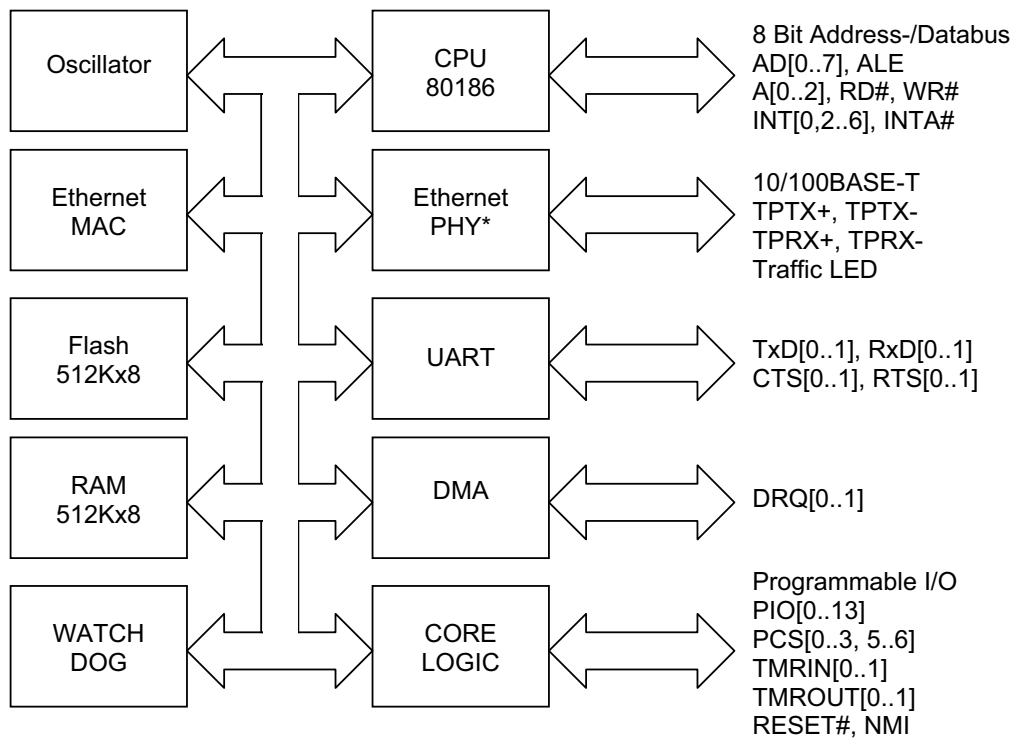 Oscillator
CPU
80186
8 Bit Address-/Databus
AD[0..7], ALE
A[0..2], RD#, WR#
INT[0,2..6], INTA#
Ethernet
MAC
Ethernet
PHY*
10/100BASE-T
TPTX+, TPTX-
TPRX+, TPRX-
Traffic LED
Flash
512Kx8
UART
TxD[0..1], RxD[0..1]
CTS[0..1], RTS[0..1]
RAM
512Kx8
DMA
DRQ[0..1]
WATCH
DOG
CORE
LOGIC
Programmable I/O
PIO[0..13]
PCS[0..3, 5..6]
TMRIN[0..1]
TMROUT[0..1]
RESET#, NMI